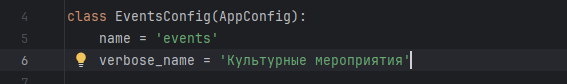 4 class EventsConfig(AppConfig):
5 name = 'events'
6 verbose_name = 'Культурные мероприятия'